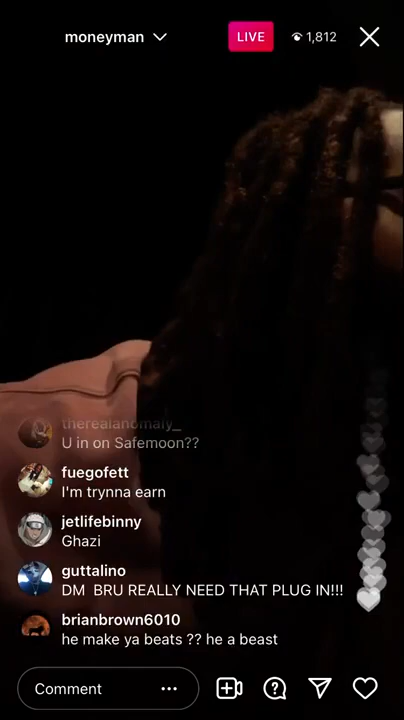 moneyman
LIVE
1,812
therealanomaly_
U in on Safemoon??
fuegofett
I'm trynna earn
jetlifebinny
Ghazi
guttalino
DM BRU REALLY NEED THAT PLUG IN!!!
brianbrown6010
he make ya beats ?? he a beast
Comment